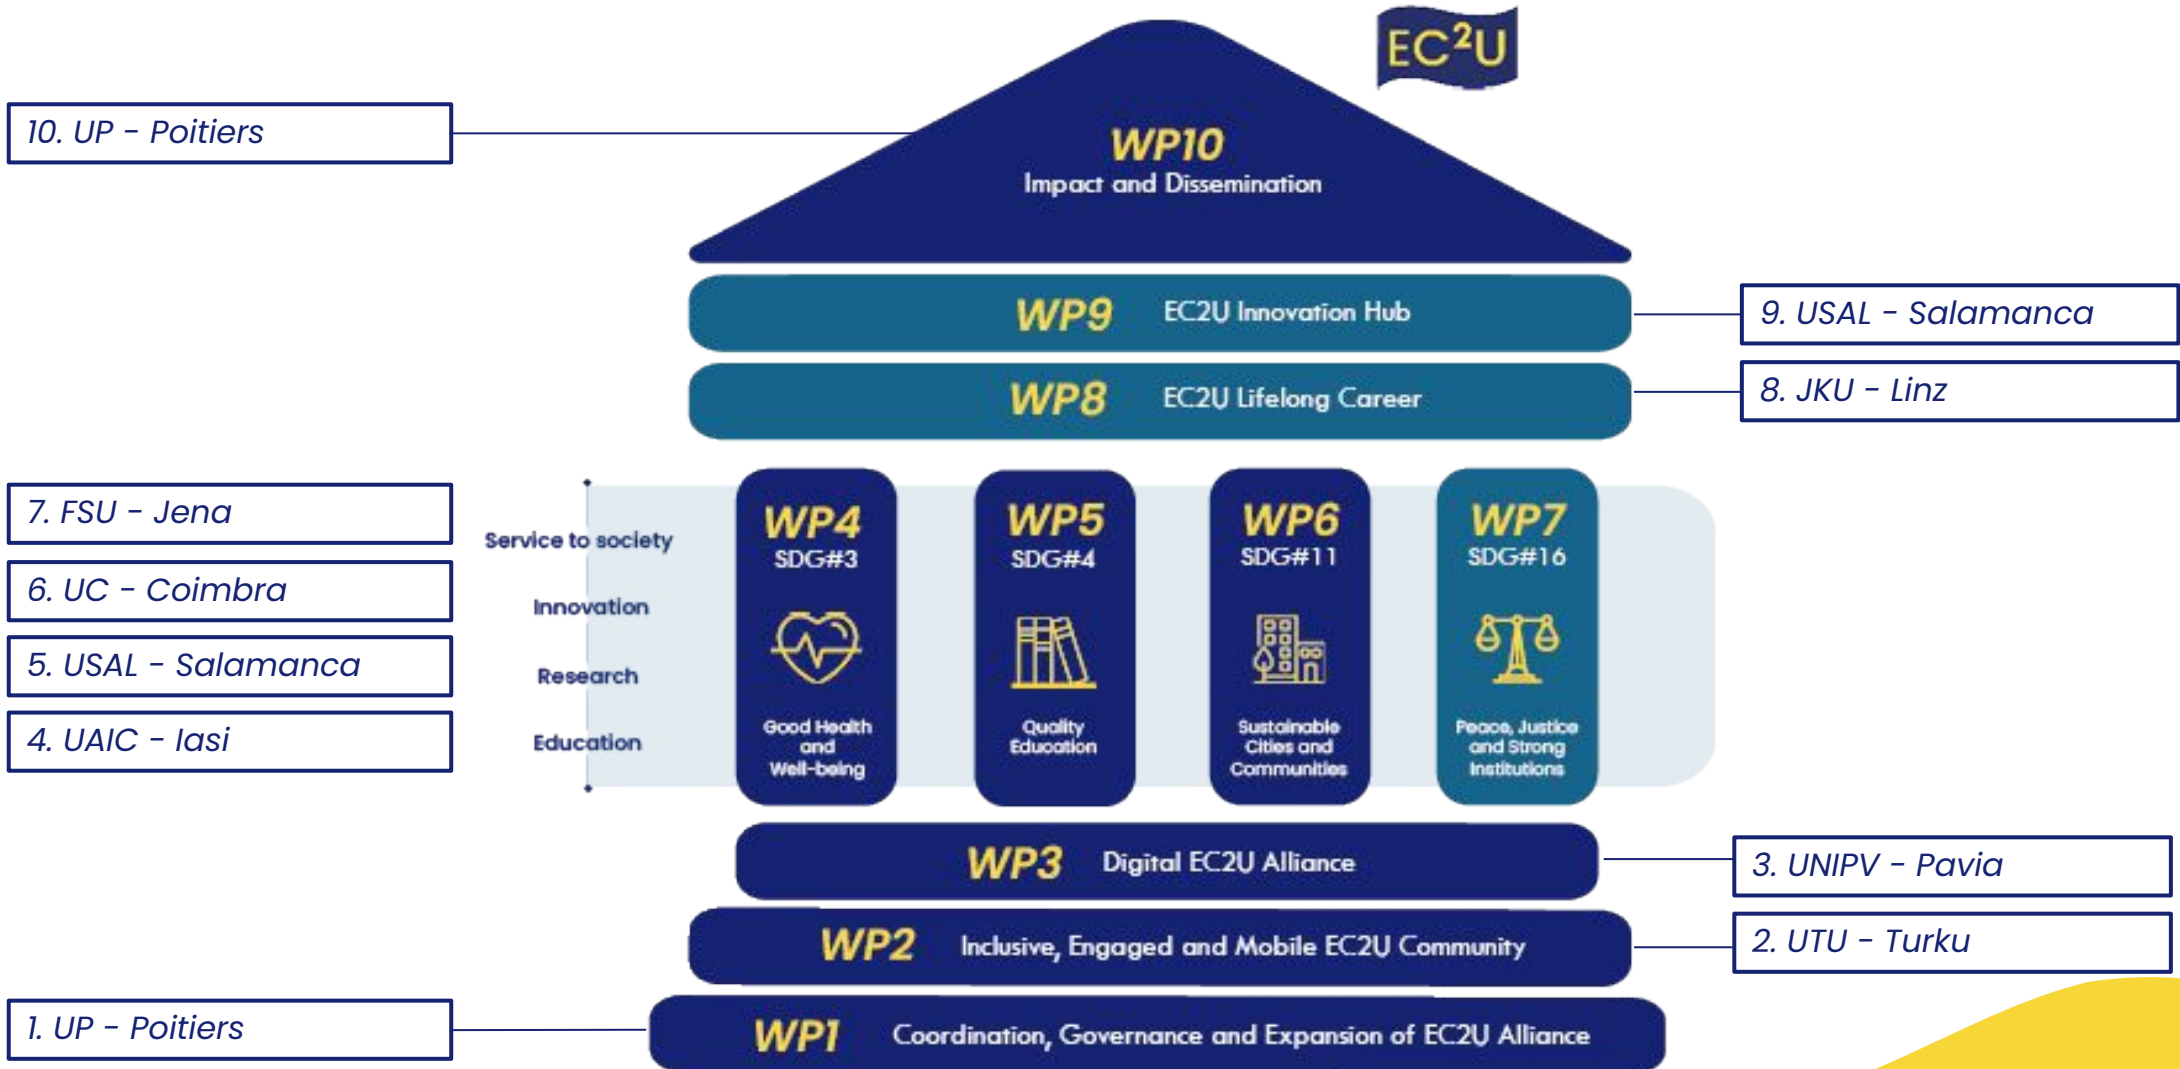 EC²U
10. UP - Poitiers
WP10
Impact and Dissemination
WP9 EC2U Innovation Hub
9. USAL - Salamanca
WP8 EC2U Lifelong Career
8. JKU - Linz
7. FSU - Jena
6. UC - Coimbra
5. USAL - Salamanca
4. UAIC - Iasi
Service to society
Innovation
Research
Education
WP4
SDG#3
Good Health
and
Well-being
WP5
SDG#4
Quality
Education
WP6
SDG#11
Sustainable
Cities and
Communities
WP7
SDG#16
Peace, Justice
and Strong
Institutions
WP3 Digital EC2U Alliance
3. UNIPV - Pavia
WP2 Inclusive, Engaged and Mobile EC2U Community
2. UTU - Turku
1. UP - Poitiers
WP1 Coordination, Governance and Expansion of EC2U Alliance